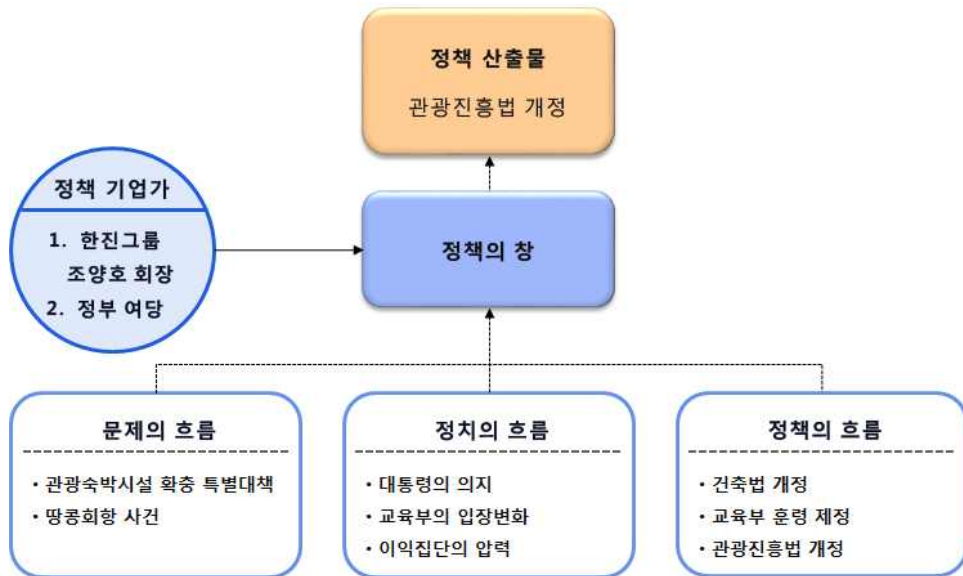 정책 산출물
관광진흥법 개정
정책 기업가
1. 한진그룹
조양호 회장
2. 정부 여당
정책의 창
문제의 흐름
• 관광숙박시설 확충 특별대책
• 땅콩회항 사건
정치의 흐름
• 대통령의 의지
• 교육부의 입장변화
• 이익집단의 압력
정책의 흐름
• 건축법 개정
• 교육부 훈령 제정
• 관광진흥법 개정